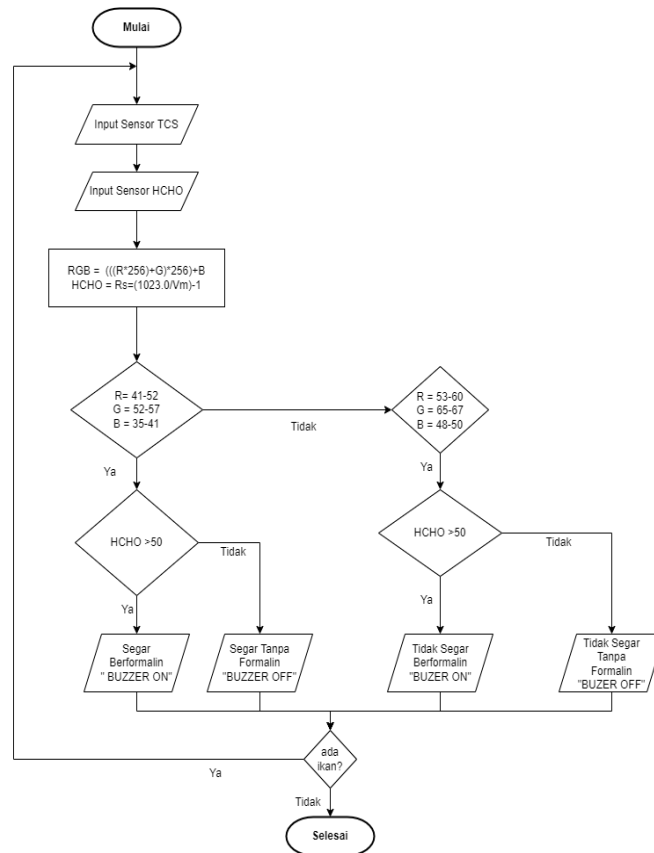 Mulai
Input Sensor TCS
Input Sensor HCHO
RGB = (((R*256)+G)*256)+B
HCHO = Rs=(1023.0/Vm)-1
R= 41-52
G = 52-57
B = 35-41
Tidak
R = 53-60
G = 65-67
B = 48-50
Ya
Ya
HCHO >50
Tidak
HCHO >50
Tidak
Ya
Ya
Segar
Berformalin
" BUZZER ON"
Segar Tanpa
Formalin
"BUZZER OFF"
Tidak Segar
Berformalin
"BUZER ON"
Tidak Segar
Tanpa
Formalin
"BUZER OFF"
ada
ikan?
Ya
Tidak
Selesai